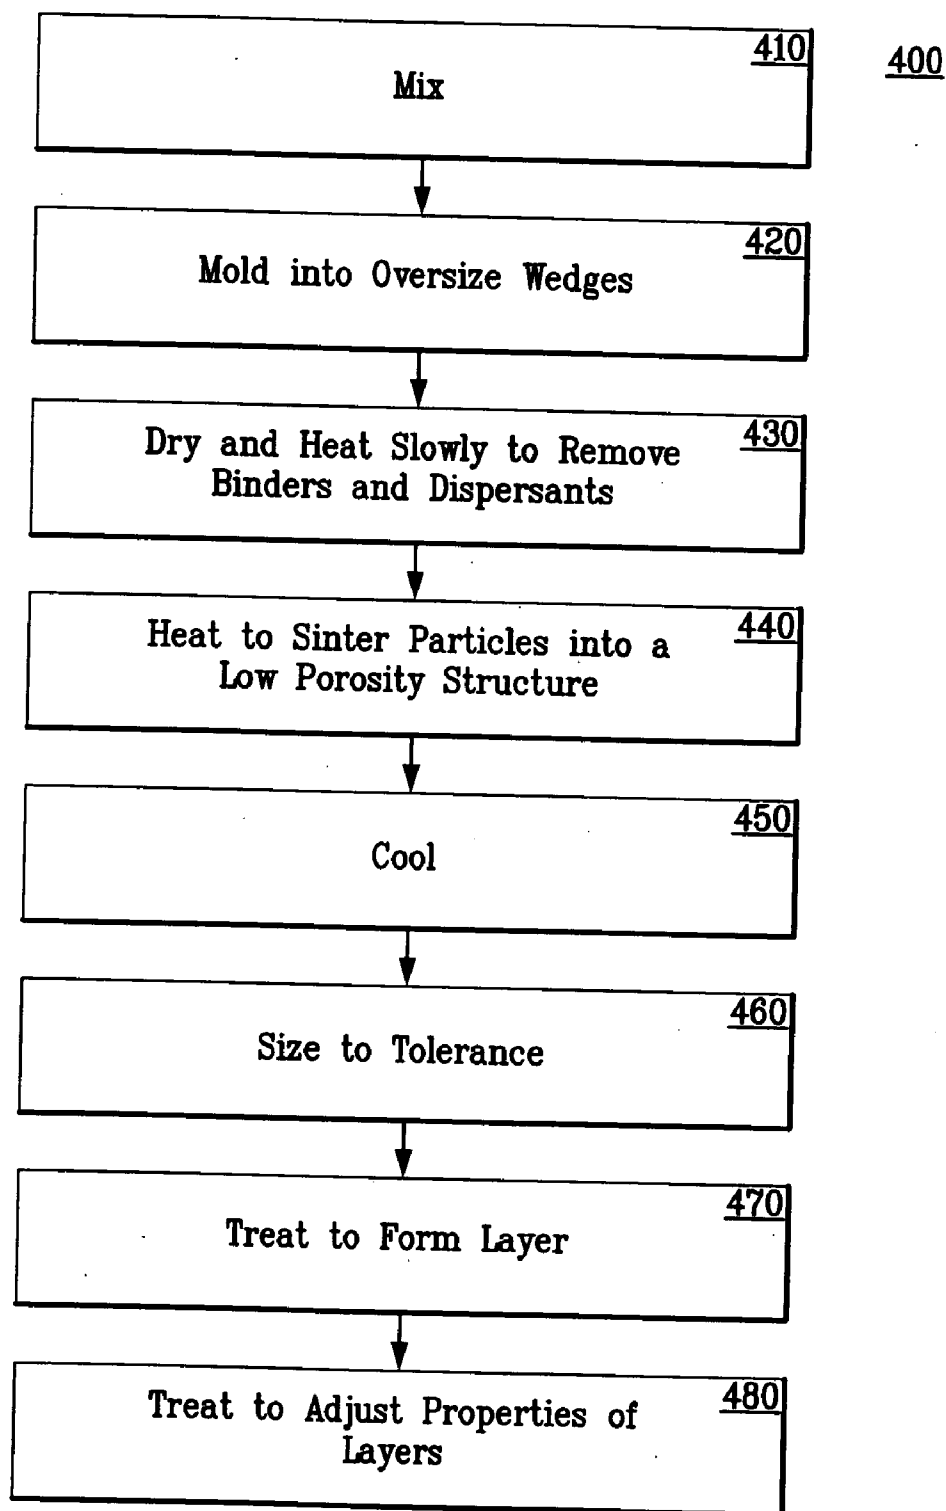 410
400
Mix
420
Mold into Oversize Wedges
430
Dry and Heat Slowly to Remove
Binders and Dispersants
440
Heat to Sinter Particles into a
Low Porosity Structure
450
Cool
460
Size to Tolerance
470
Treat to Form Layer
480
Treat to Adjust Properties of
Layers